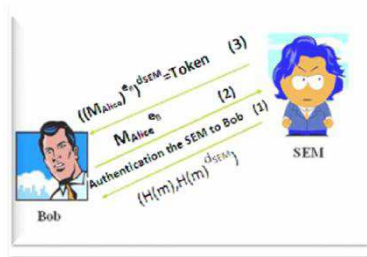 ((M_Alice)^e_B)^d_SEM=Token (3)
M_Alice^e_B (2)
Authentication the SEM to Bob (1)
(H(m),H(m)^d_SEM)
SEM
Bob